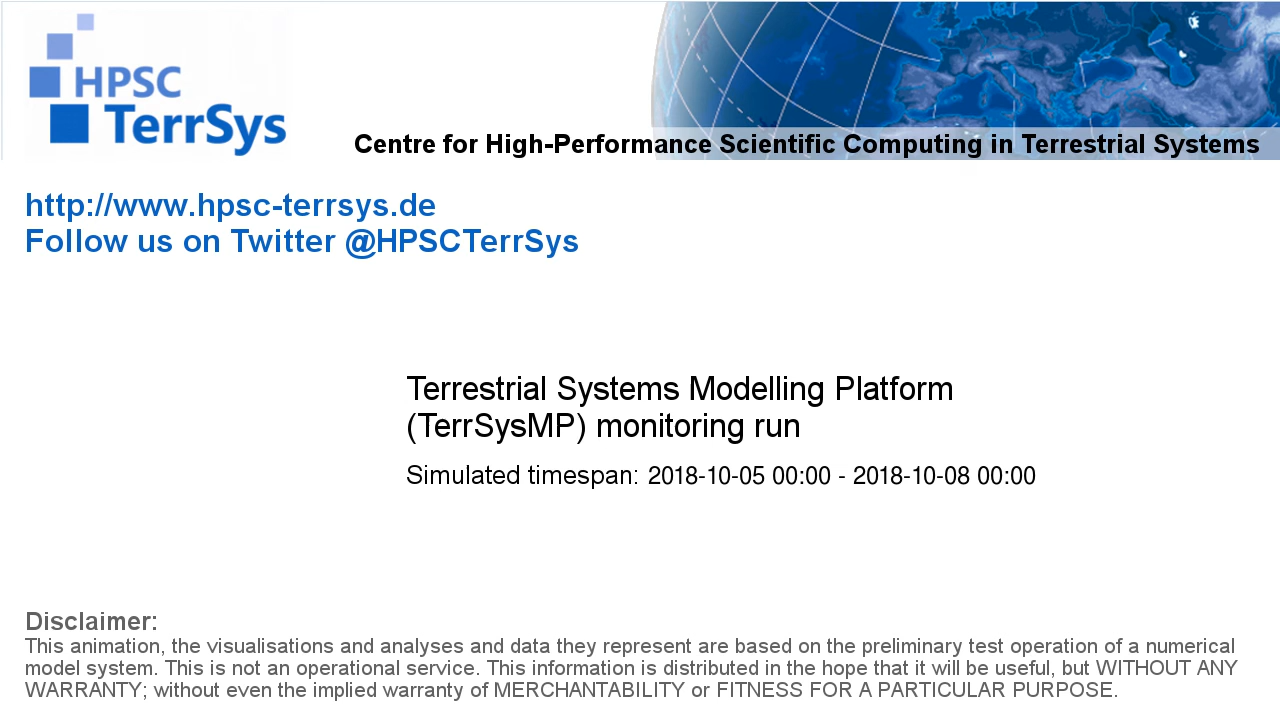 HPSC
TerrSys
Centre for High-Performance Scientific Computing in Terrestrial Systems
http://www.hpsc-terrsys.de
Follow us on Twitter @HPSCTerrSys
Terrestrial Systems Modelling Platform
(TerrSysMP) monitoring run
Simulated timespan: 2018-10-05 00:00 - 2018-10-08 00:00
Disclaimer:
This animation, the visualisations and analyses and data they represent are based on the preliminary test operation of a numerical
model system. This is not an operational service. This information is distributed in the hope that it will be useful, but WITHOUT ANY
WARRANTY; without even the implied warranty of MERCHANTABILITY or FITNESS FOR A PARTICULAR PURPOSE.